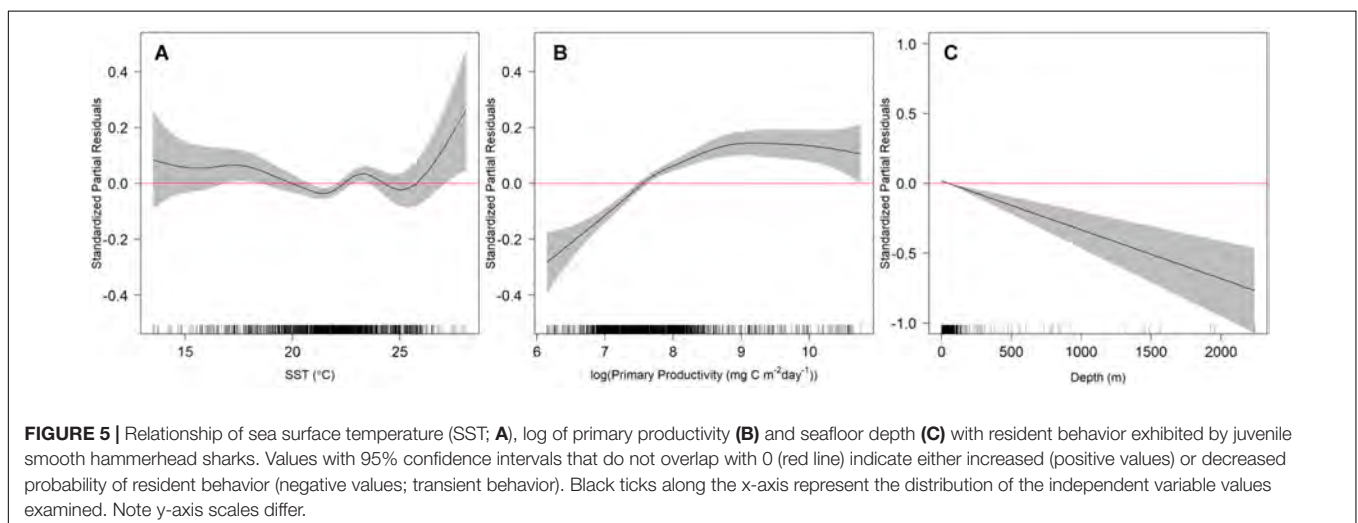 A
B
C
Standardized Partial Residuals
0.4
0.2
0.0
-0.2
-0.4
15
20
25
SST (°C)
Standardized Partial Residuals
0.4
0.2
0.0
-0.2
-0.4
6
7
8
9
10
log(Primary Productivity (mg C m⁻²day⁻¹))
Standardized Partial Residuals
1.0
0.5
0.0
-0.5
-1.0
0
500
1000
1500
2000
Depth (m)
FIGURE 5 | Relationship of sea surface temperature (SST; A), log of primary productivity (B) and seafloor depth (C) with resident behavior exhibited by juvenile
smooth hammerhead sharks. Values with 95% confidence intervals that do not overlap with 0 (red line) indicate either increased (positive values) or decreased
probability of resident behavior (negative values; transient behavior). Black ticks along the x-axis represent the distribution of the independent variable values
examined. Note y-axis scales differ.